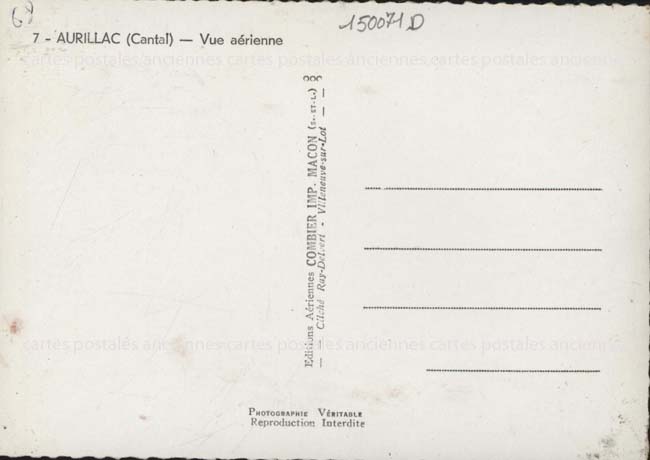 68
150071D
7 - AURILLAC (Cantal) — Vue aérienne
cartes postales anciennes cartes postales anciennes cartes postales anciennes
Editions Aériennes COMBIER IMP. MACON (S.-ET-L.)
— Cliché Ray-Delvert - Villeneuve-sur-Lot — —
cartes postales anciennes cartes postales anciennes cartes postales anciennes
PHOTOGRAPHIE VÉRITABLE
Reproduction Interdite